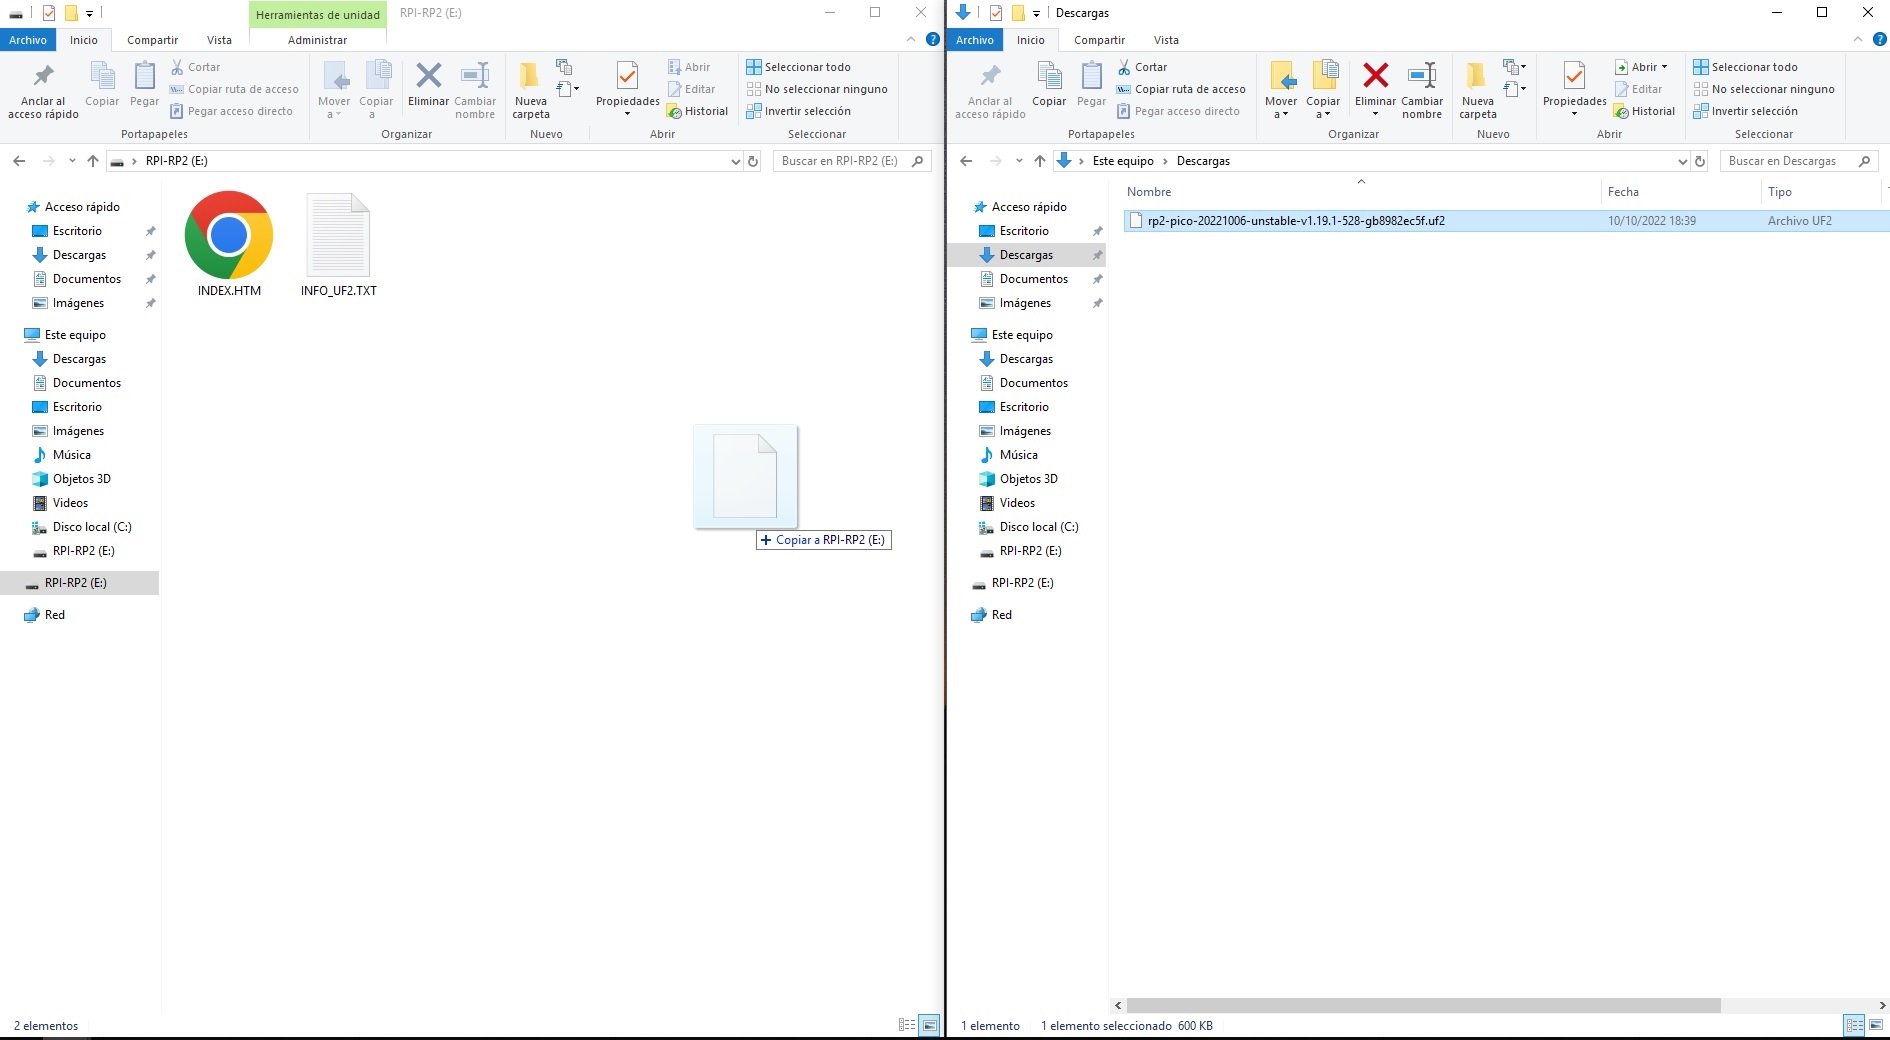 Herramientas de unidad
RPI-RP2 (E:)
Archivo
Inicio
Compartir
Vista
Administrar
Anclar al
acceso rápido
Copiar
Pegar
Cortar
Copiar ruta de acceso
Pegar acceso directo
Portapapeles
Mover
a
Copiar
a
Eliminar
Cambiar
nombre
Organizar
Nueva
carpeta
Nuevo
Propiedades
Abrir
Editar
Historial
Abrir
Seleccionar todo
No seleccionar ninguno
Invertir selección
Seleccionar
RPI-RP2 (E:)
Buscar en RPI-RP2 (E:)
Acceso rápido
Escritorio
Descargas
Documentos
Imágenes
Este equipo
Descargas
Documentos
Escritorio
Imágenes
Música
Objetos 3D
Videos
Disco local (C:)
RPI-RP2 (E:)
RPI-RP2 (E:)
Red
INDEX.HTM
INFO_UF2.TXT
Copiar a RPI-RP2 (E:)
2 elementos
Descargas
Archivo
Inicio
Compartir
Vista
Anclar al
acceso rápido
Copiar
Pegar
Cortar
Copiar ruta de acceso
Pegar acceso directo
Portapapeles
Mover
a
Copiar
a
Eliminar
Cambiar
nombre
Organizar
Nueva
carpeta
Nuevo
Propiedades
Abrir
Editar
Historial
Abrir
Seleccionar todo
No seleccionar ninguno
Invertir selección
Seleccionar
Este equipo
Descargas
Buscar en Descargas
Acceso rápido
Escritorio
Descargas
Documentos
Imágenes
Este equipo
Descargas
Documentos
Escritorio
Imágenes
Música
Objetos 3D
Videos
Disco local (C:)
RPI-RP2 (E:)
RPI-RP2 (E:)
Red
Nombre Fecha Tipo
rp2-pico-20221006-unstable-v1.19.1-528-gb8982ec5f.uf2 10/10/2022 18:39 Archivo UF2
1 elemento 1 elemento seleccionado 600 KB